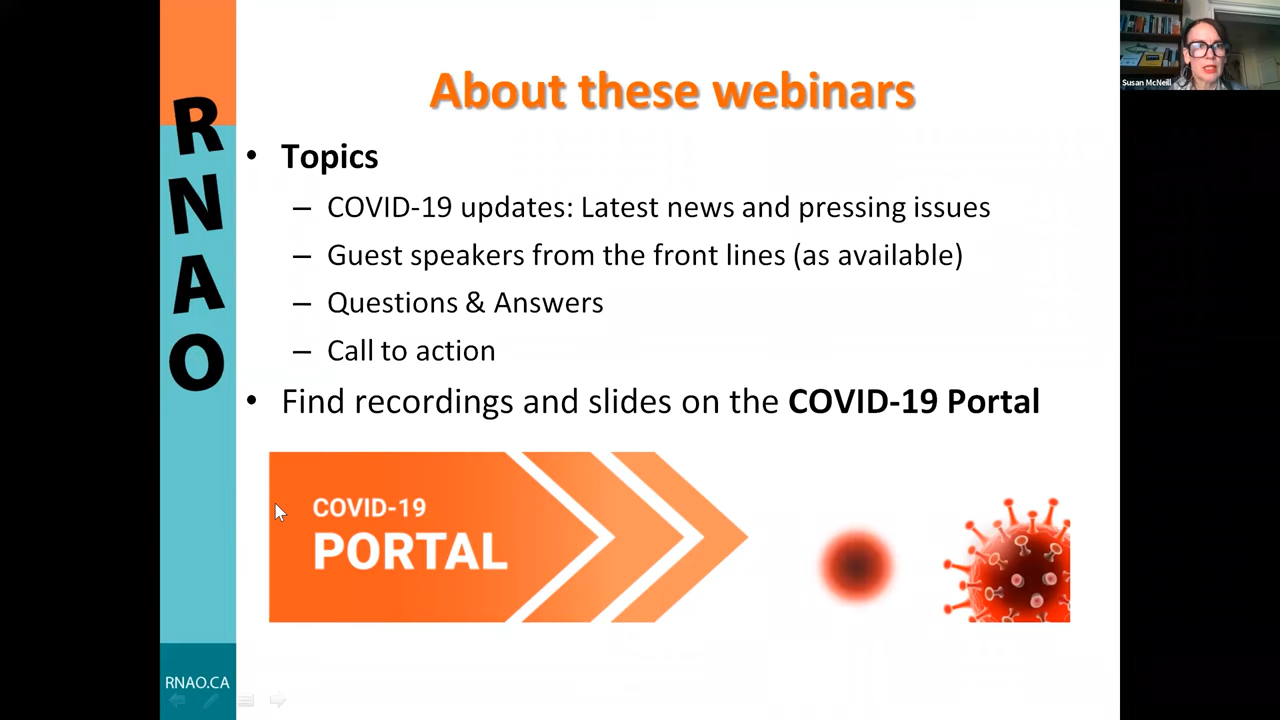 About these webinars
Susan McNeill
R
N
A
O
• Topics
– COVID-19 updates: Latest news and pressing issues
– Guest speakers from the front lines (as available)
– Questions & Answers
– Call to action
• Find recordings and slides on the COVID-19 Portal
COVID-19
PORTAL
RNAO.CA